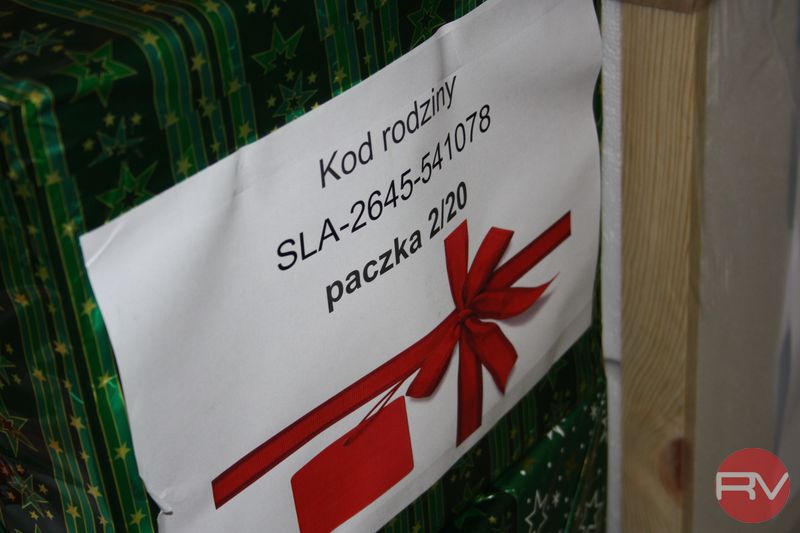 Kod rodziny
SLA-2645-541078
paczka 2/20
RV